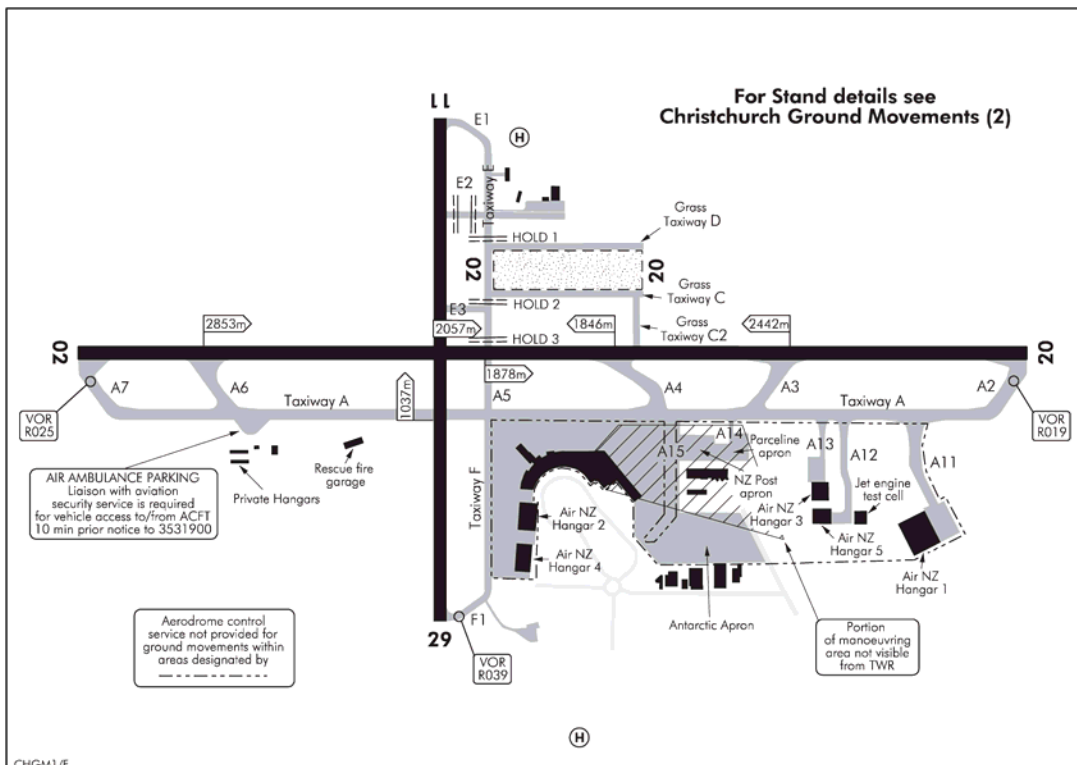 For Stand details see
Christchurch Ground Movements (2)
11
E1
H
E2
Taxiway E
Grass
Taxiway D
HOLD 1
02
20
Grass
Taxiway C
E3
HOLD 2
2853m
2057m
1846m
Grass
Taxiway C2
2442m
HOLD 3
02
20
A7
A6
1037m
1878m
A5
A4
A3
A2
Taxiway A
Taxiway A
VOR
R025
VOR
R019
A14
A15
Parceline
apron
A13
A12
A11
AIR AMBULANCE PARKING
Liaison with aviation
security service is required
for vehicle access to/from ACFT
10 min prior notice to 3531900
Private Hangars
Rescue fire
garage
Taxiway F
NZ Post
apron
Jet engine
test cell
Air NZ
Hangar 2
Air NZ
Hangar 3
Air NZ
Hangar 5
Air NZ
Hangar 4
Air NZ
Hangar 1
Aerodrome control
service not provided for
ground movements within
areas designated by
F1
29
VOR
R039
Antarctic Apron
Portion
of manoeuvring
area not visible
from TWR
H
CHGM1/E